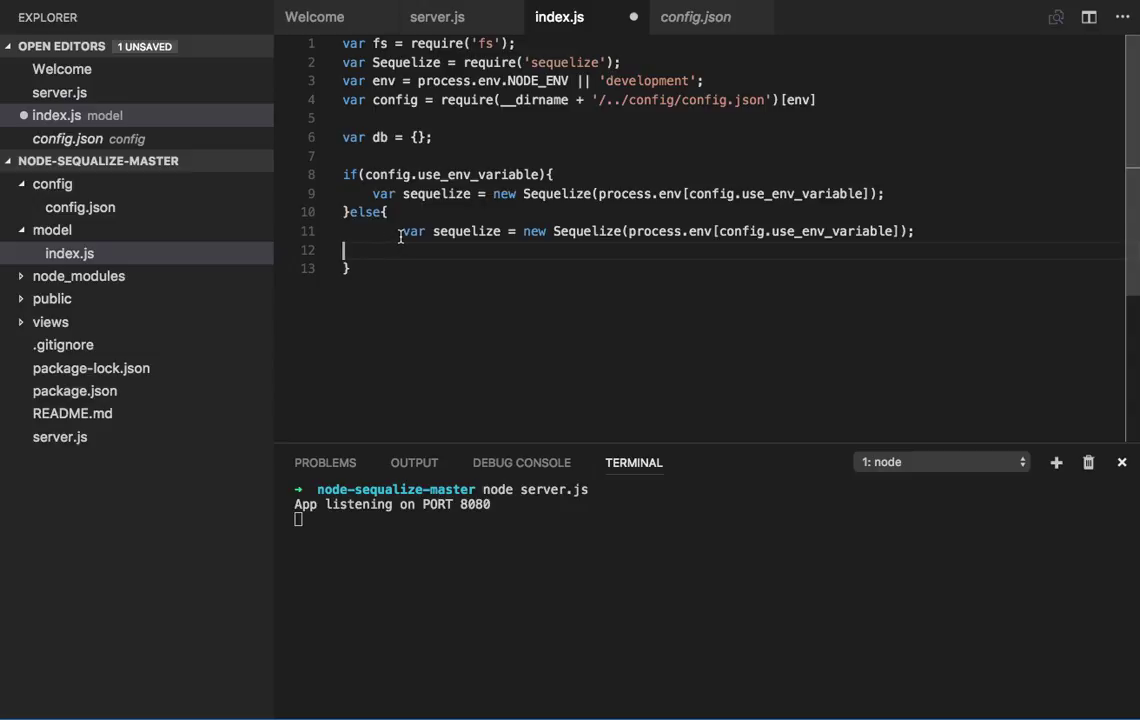 EXPLORER
OPEN EDITORS 1 UNSAVED
Welcome
server.js
index.js model
config.json config
NODE-SEQUALIZE-MASTER
config
config.json
model
index.js
node_modules
public
views
.gitignore
package-lock.json
package.json
README.md
server.js
Welcome server.js index.js config.json
1 var fs = require('fs');
2 var Sequelize = require('sequelize');
3 var env = process.env.NODE_ENV || 'development';
4 var config = require(__dirname + '/../config/config.json')[env]
5
6 var db = {};
7
8 if(config.use_env_variable){
9 var sequelize = new Sequelize(process.env[config.use_env_variable]);
10 }else{
11 var sequelize = new Sequelize(process.env[config.use_env_variable]);
12
13 }
PROBLEMS OUTPUT DEBUG CONSOLE TERMINAL 1: node
➜ node-sequalize-master node server.js
App listening on PORT 8080